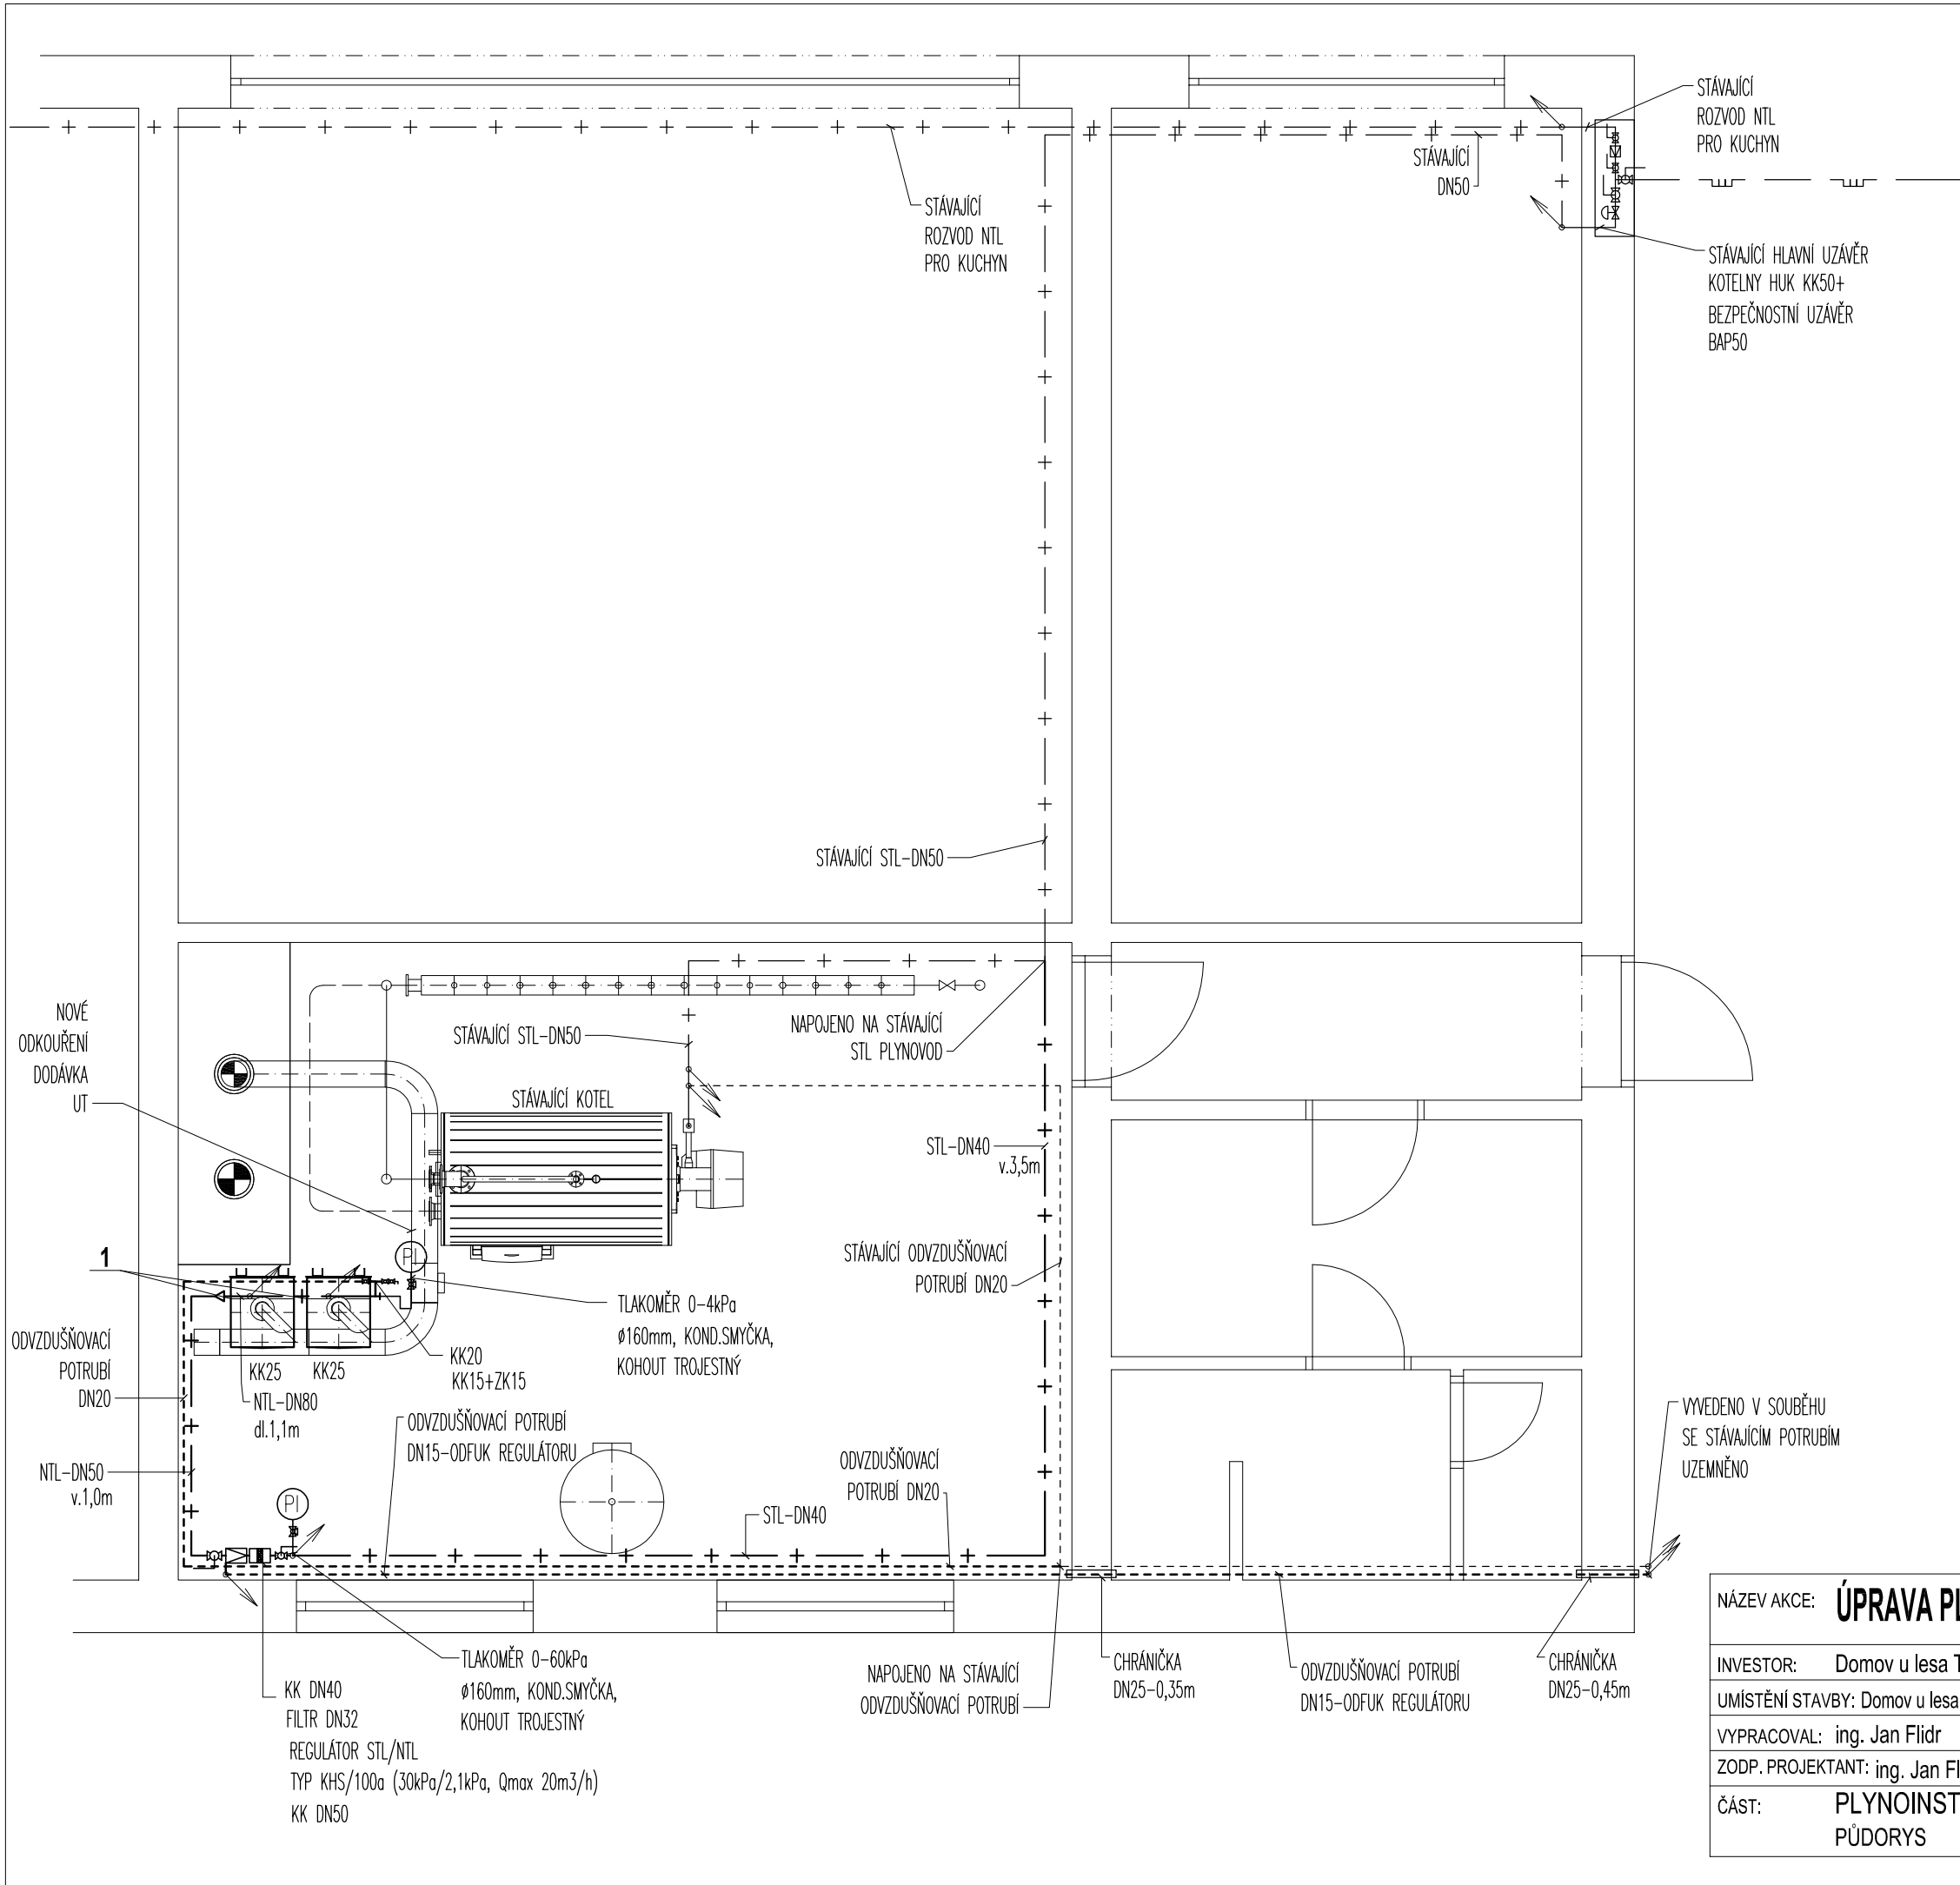 STÁVAJÍCÍ
ROZVOD NTL
PRO KUCHYN
STÁVAJÍCÍ
DN50
STÁVAJÍCÍ
ROZVOD NTL
PRO KUCHYN
STÁVAJÍCÍ HLAVNÍ UZÁVĚR
KOTELNY HUK KK50+
BEZPEČNOSTNÍ UZÁVĚR
BAP50
STÁVAJÍCÍ STL-DN50
NOVÉ
ODKOUŘENÍ
DODÁVKA
UT
STÁVAJÍCÍ STL-DN50
NAPOJENO NA STÁVAJÍCÍ
STL PLYNOVOD
STÁVAJÍCÍ KOTEL
STL-DN40
v.3,5m
STÁVAJÍCÍ ODVZDUŠŇOVACÍ
POTRUBÍ DN20
1
PI
TLAKOMĚR 0-4kPa
ø160mm, KOND.SMYČKA,
KOHOUT TROJESTNÝ
ODVZDUŠŇOVACÍ
POTRUBÍ
DN20
KK25
KK25
KK20
KK15+ZK15
NTL-DN80
dl.1,1m
ODVZDUŠŇOVACÍ POTRUBÍ
DN15-ODFUK REGULÁTORU
NTL-DN50
v.1,0m
PI
ODVZDUŠŇOVACÍ
POTRUBÍ DN20
STL-DN40
VYVEDENO V SOUBĚHU
SE STÁVAJÍCÍM POTRUBÍM
UZEMNĚNO
TLAKOMĚR 0-60kPa
ø160mm, KOND.SMYČKA,
KOHOUT TROJESTNÝ
KK DN40
FILTR DN32
REGULÁTOR STL/NTL
TYP KHS/100a (30kPa/2,1kPa, Qmax 20m3/h)
KK DN50
NAPOJENO NA STÁVAJÍCÍ
ODVZDUŠŇOVACÍ POTRUBÍ
CHRÁNIČKA
DN25-0,35m
ODVZDUŠŇOVACÍ POTRUBÍ
DN15-ODFUK REGULÁTORU
CHRÁNIČKA
DN25-0,45m
NÁZEV AKCE: ÚPRAVA PL
INVESTOR: Domov u lesa T
UMÍSTĚNÍ STAVBY: Domov u lesa
VYPRACOVAL: ing. Jan Flidr
ZODP. PROJEKTANT: ing. Jan Fl
ČÁST: PLYNOINST
PŮDORYS